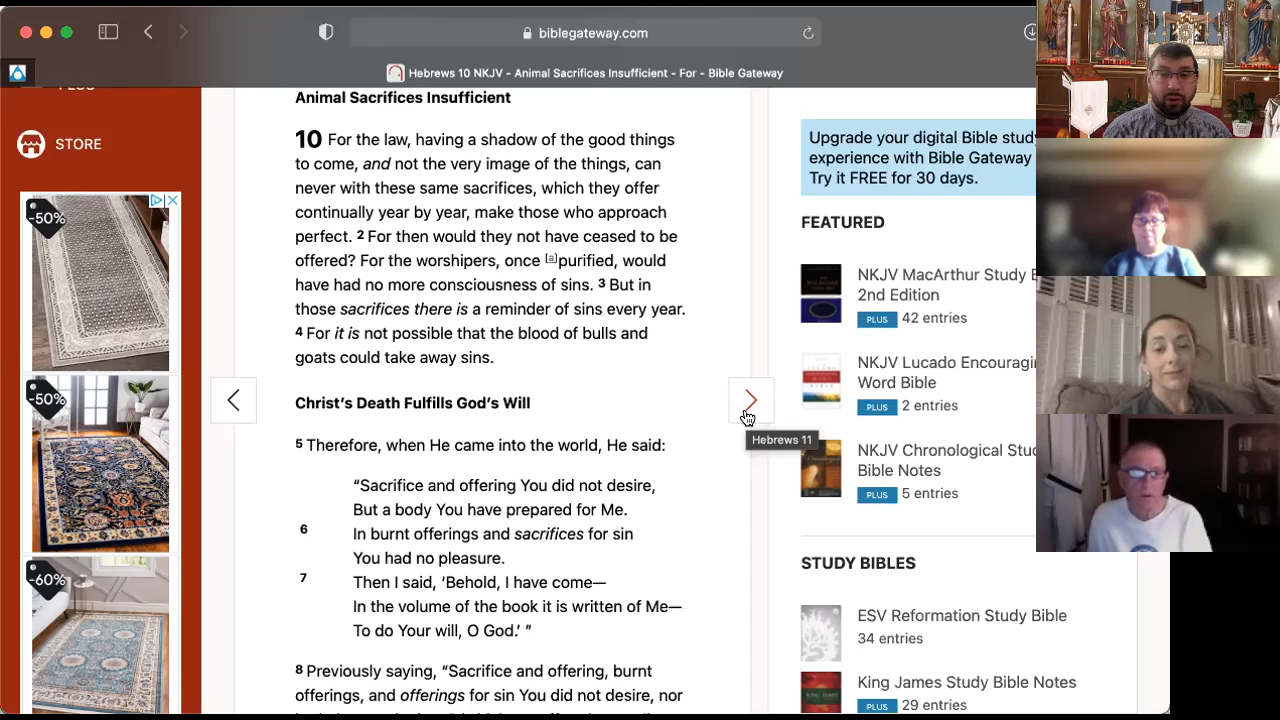 biblegateway.com
Hebrews 10 NKJV - Animal Sacrifices Insufficient - For - Bible Gateway
STORE
-50%
-50%
-60%
Animal Sacrifices Insufficient
10 For the law, having a shadow of the good things
to come, and not the very image of the things, can
never with these same sacrifices, which they offer
continually year by year, make those who approach
perfect. 2 For then would they not have ceased to be
offered? For the worshipers, once [a]purified, would
have had no more consciousness of sins. 3 But in
those sacrifices there is a reminder of sins every year.
4 For it is not possible that the blood of bulls and
goats could take away sins.
Christ's Death Fulfills God's Will
5 Therefore, when He came into the world, He said:
“Sacrifice and offering You did not desire,
But a body You have prepared for Me.
6 In burnt offerings and sacrifices for sin
You had no pleasure.
7 Then I said, ‘Behold, I have come—
In the volume of the book it is written of Me—
To do Your will, O God.’ ”
8 Previously saying, “Sacrifice and offering, burnt
offerings, and offerings for sin You did not desire, nor
Hebrews 11
Upgrade your digital Bible study
experience with Bible Gateway
Try it FREE for 30 days.
FEATURED
NKJV MacArthur Study
2nd Edition
PLUS 42 entries
NKJV Lucado
Word Bible
PLUS 2 entries
NKJV Chronological
Bible Notes
PLUS 5 entries
STUDY BIBLES
ESV Reformation Study Bible
34 entries
King James Study Bible Notes
PLUS 29 entries